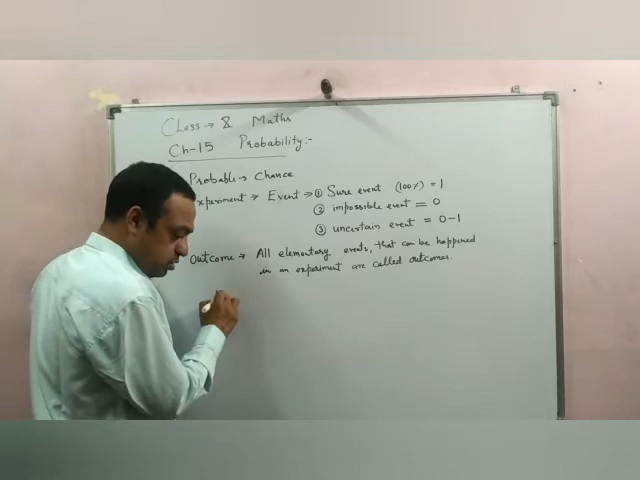 Class → 8 Maths
Ch-15 Probability:-
Probable → Chance
xperiment → Event → ① Sure event (100%) = 1
② impossible event = 0
③ uncertain event = 0-1
Outcome → All elementary events, that can be happened
in an experiment are called outcomes.